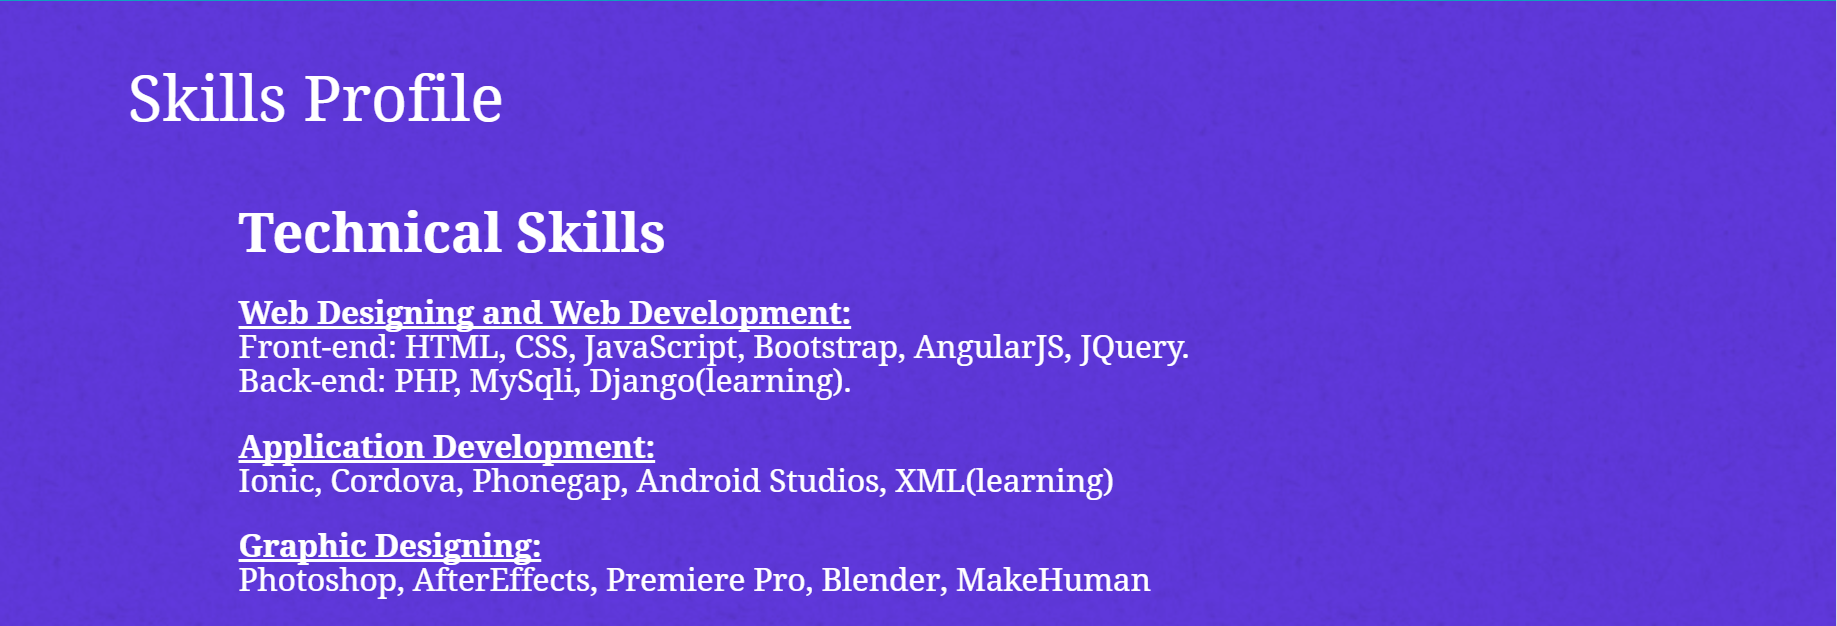 Skills Profile
Technical Skills
Web Designing and Web Development:
Front-end: HTML, CSS, JavaScript, Bootstrap, AngularJS, JQuery.
Back-end: PHP, MySqli, Django(learning).
Application Development:
Ionic, Cordova, Phonegap, Android Studios, XML(learning)
Graphic Designing:
Photoshop, AfterEffects, Premiere Pro, Blender, MakeHuman